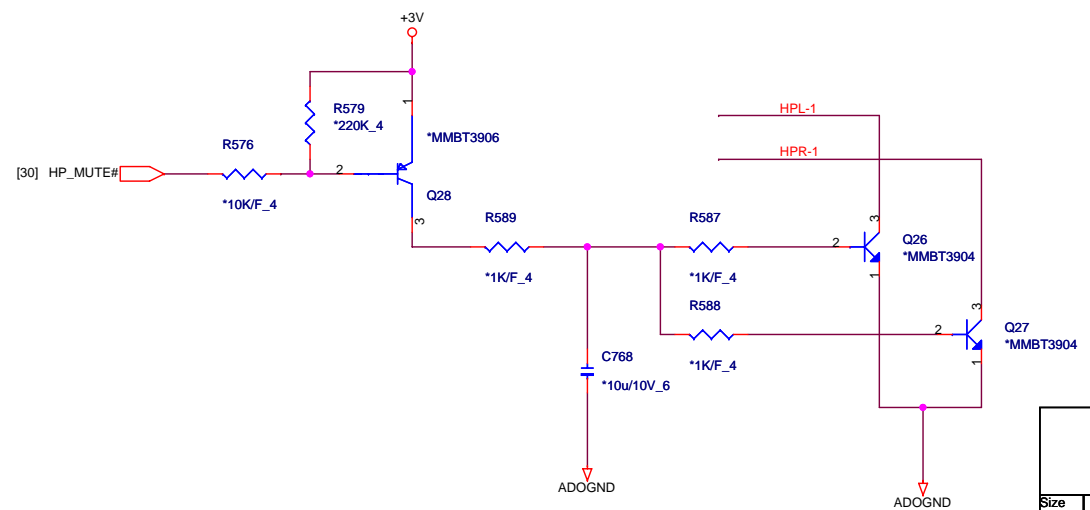 +3V
1
R579
*220K_4
*MMBT3906
R576
[30] HP_MUTE#
2
*10K/F_4
Q28
3
R589
*1K/F_4
R587
*1K/F_4
R588
*1K/F_4
C768
*10u/10V_6
ADOGND
HPL-1
HPR-1
3
2
Q26
*MMBT3904
1
3
2
Q27
*MMBT3904
1
ADOGND
Size